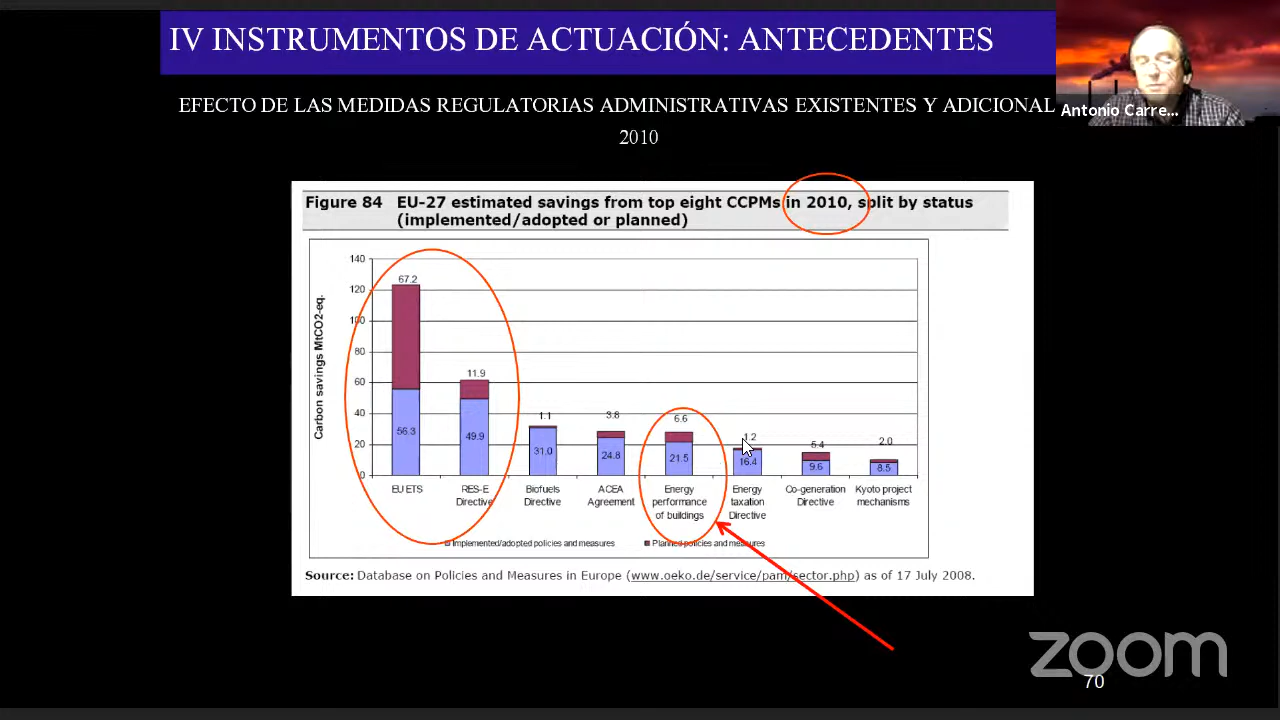 IV INSTRUMENTOS DE ACTUACIÓN: ANTECEDENTES
Antonio Carre...
EFECTO DE LAS MEDIDAS REGULATORIAS ADMINISTRATIVAS EXISTENTES Y ADICIONAL
2010
Figure 84 EU-27 estimated savings from top eight CCPMs in 2010, split by status
(implemented/adopted or planned)
Carbon savings MtCO2-eq.
140
120
100
80
60
40
20
0
67.2
11.9
1.1
3.8
6.6
1.2
5.4
2.0
56.3
49.9
31.0
24.8
21.5
16.4
9.6
8.5
EU ETS
RES-E
Directive
Biofuels
Directive
ACEA
Agreement
Energy
performance
of buildings
Energy
taxation
Directive
Co-generation
Directive
Kyoto project
mechanisms
Implemented/adopted policies and measures
Planned policies and measures
Source: Database on Policies and Measures in Europe (www.oeko.de/service/pam/sector.php) as of 17 July 2008.
zoom
70